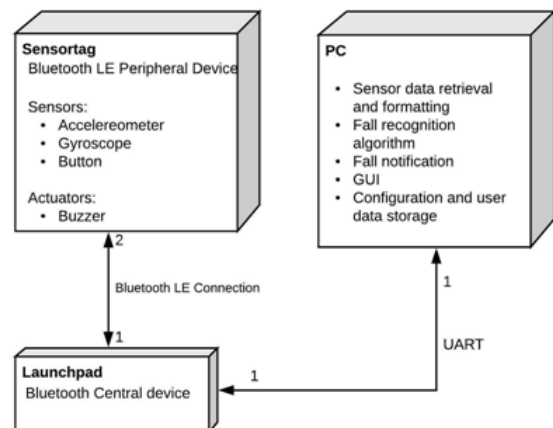 Sensortag
Bluetooth LE Peripheral Device
Sensors:
• Accelereometer
• Gyroscope
• Button
Actuators:
• Buzzer
PC
• Sensor data retrieval
and formatting
• Fall recognition
algorithm
• Fall notification
• GUI
• Configuration and user
data storage
2
Bluetooth LE Connection
1
1
UART
Launchpad
Bluetooth Central device
1